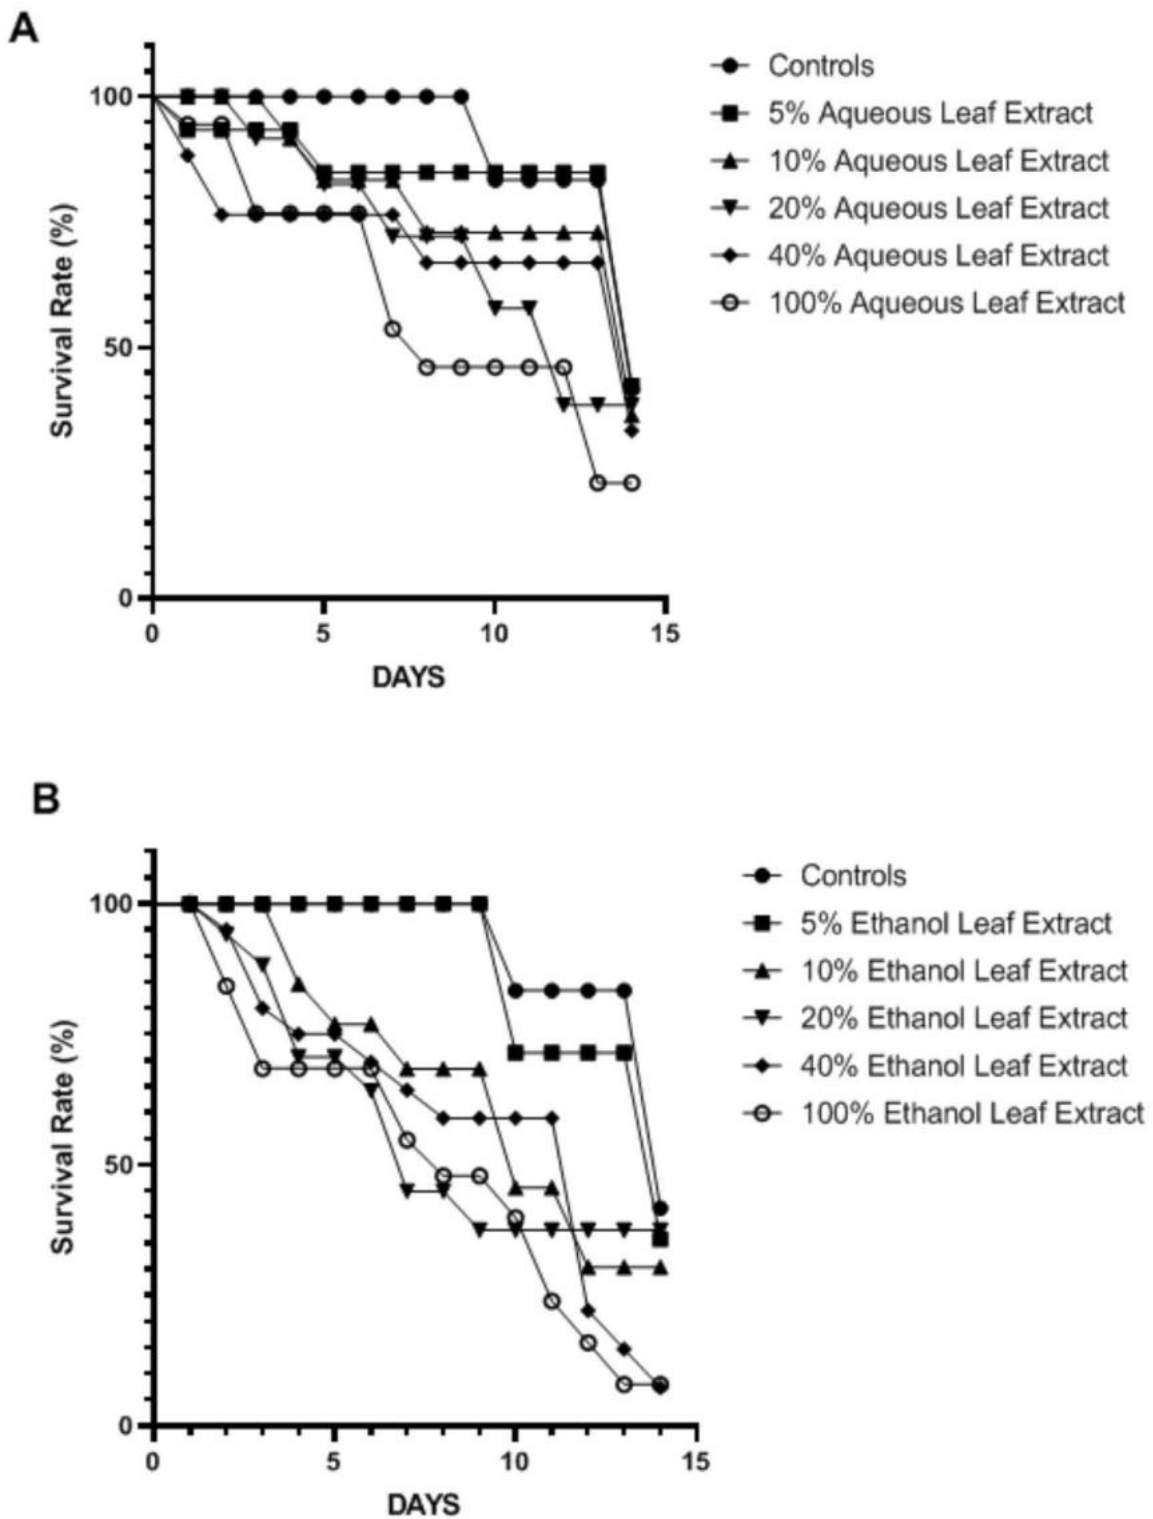 A
100
50
0
0 5 10 15
Survival Rate (%)
DAYS
Controls
5% Aqueous Leaf Extract
10% Aqueous Leaf Extract
20% Aqueous Leaf Extract
40% Aqueous Leaf Extract
100% Aqueous Leaf Extract
B
100
50
0
0 5 10 15
Survival Rate (%)
DAYS
Controls
5% Ethanol Leaf Extract
10% Ethanol Leaf Extract
20% Ethanol Leaf Extract
40% Ethanol Leaf Extract
100% Ethanol Leaf Extract